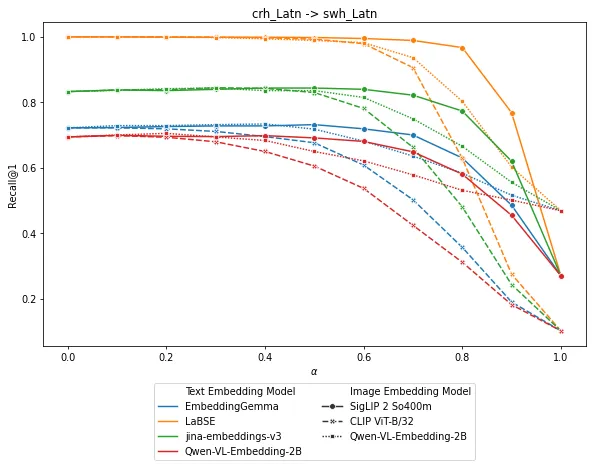 crh_Latn -> swh_Latn
Recall@1
1.0
0.8
0.6
0.4
0.2
0.0 0.2 0.4 0.6 0.8 1.0
α
Text Embedding Model Image Embedding Model
EmbeddingGemma SigLIP 2 So400m
LaBSE CLIP ViT-B/32
jina-embeddings-v3 Qwen-VL-Embedding-2B
Qwen-VL-Embedding-2B